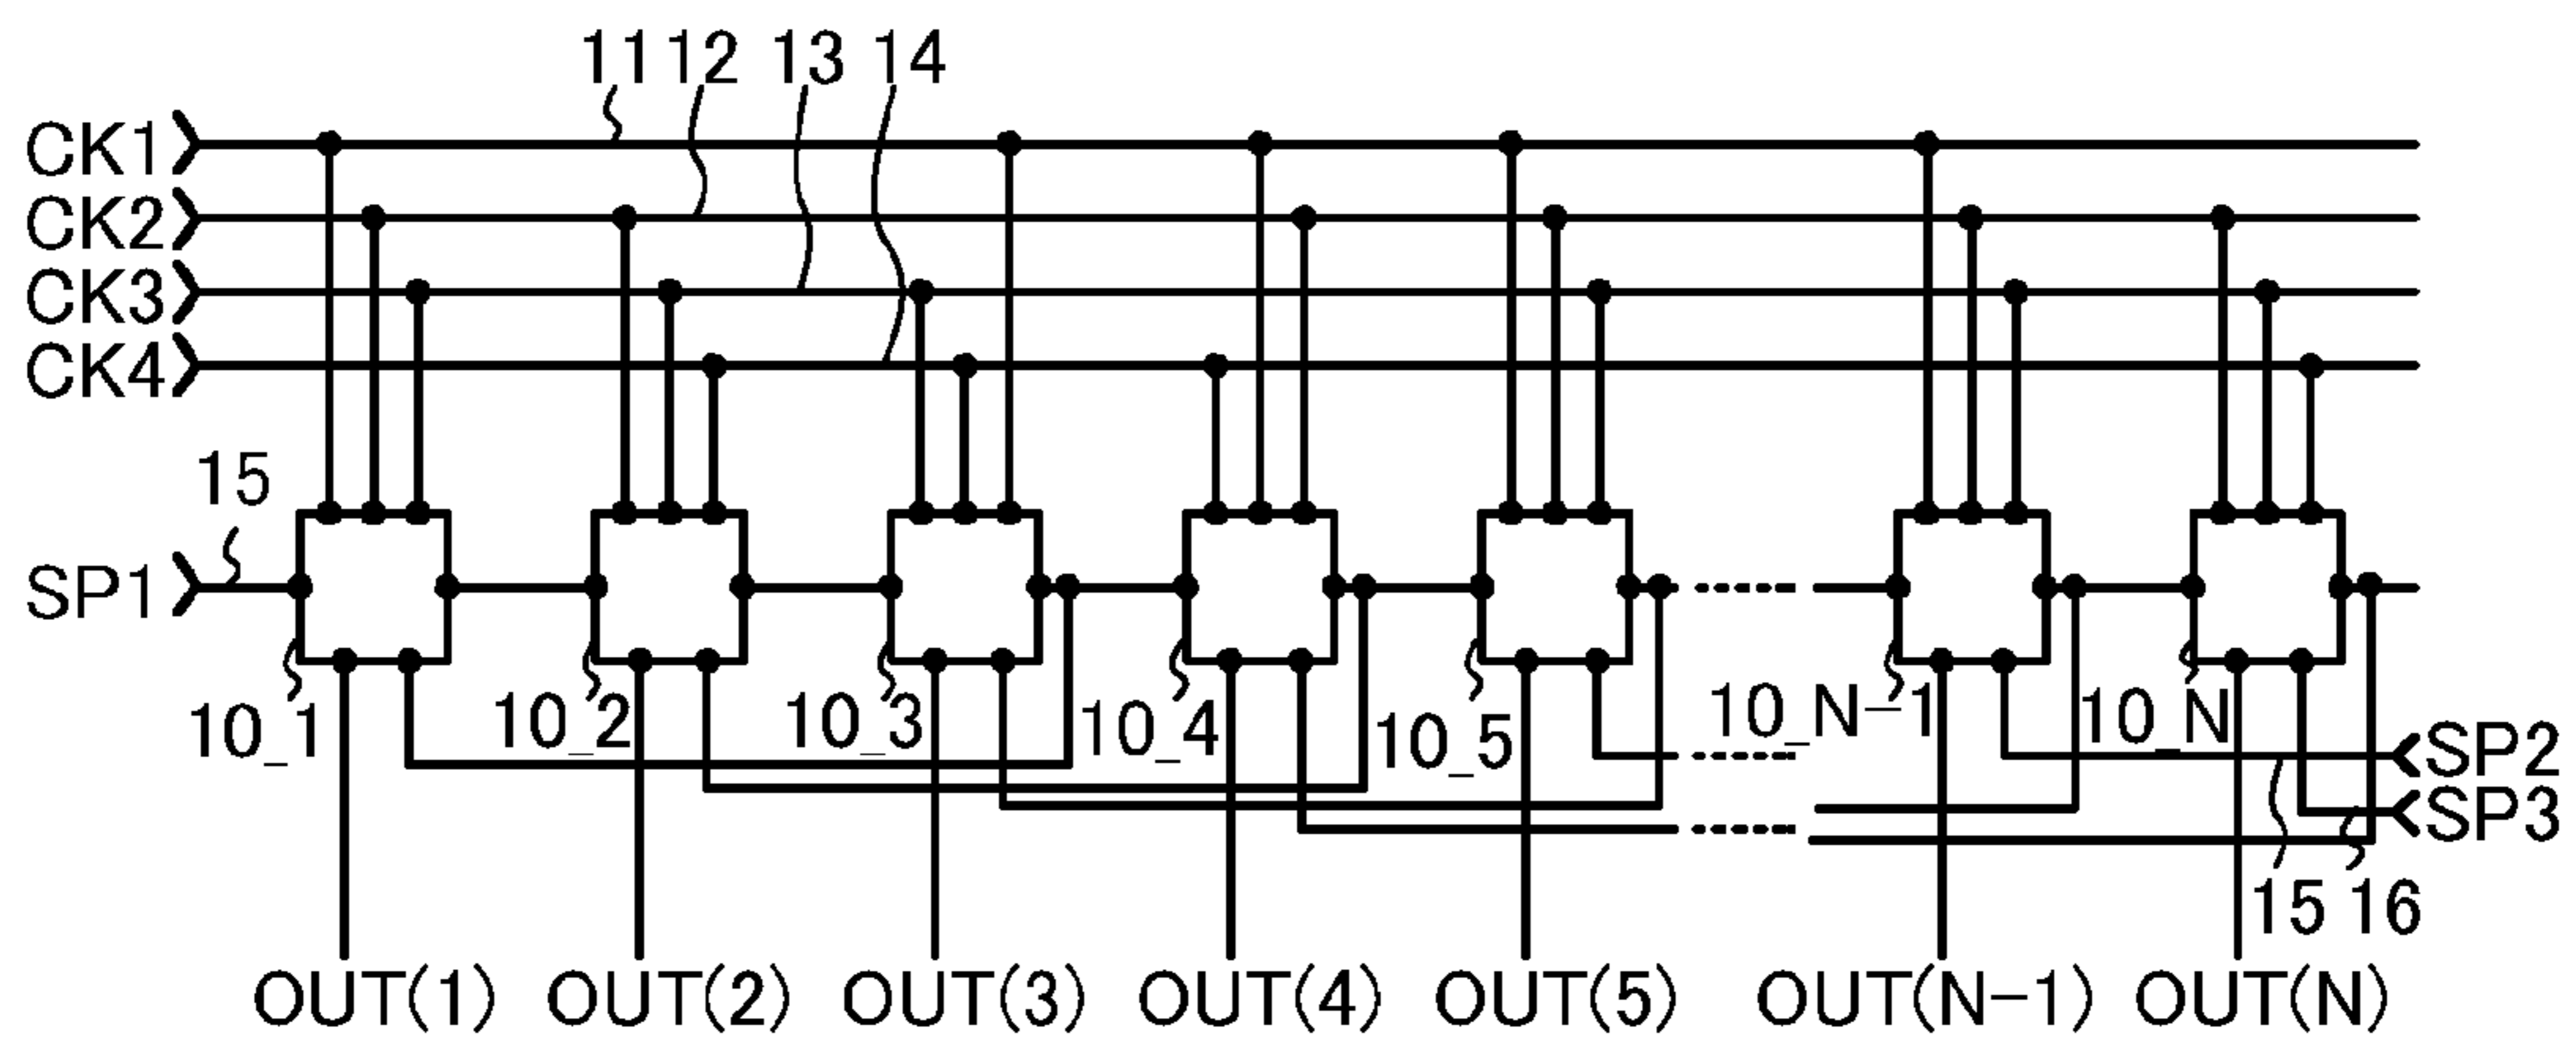 11 12 13 14
CK1
CK2
CK3
CK4
15
SP1
10_1 10_2 10_3 10_4 10_5 10_N-1 10_N
SP2
SP3
15 16
OUT(1) OUT(2) OUT(3) OUT(4) OUT(5) OUT(N-1) OUT(N)